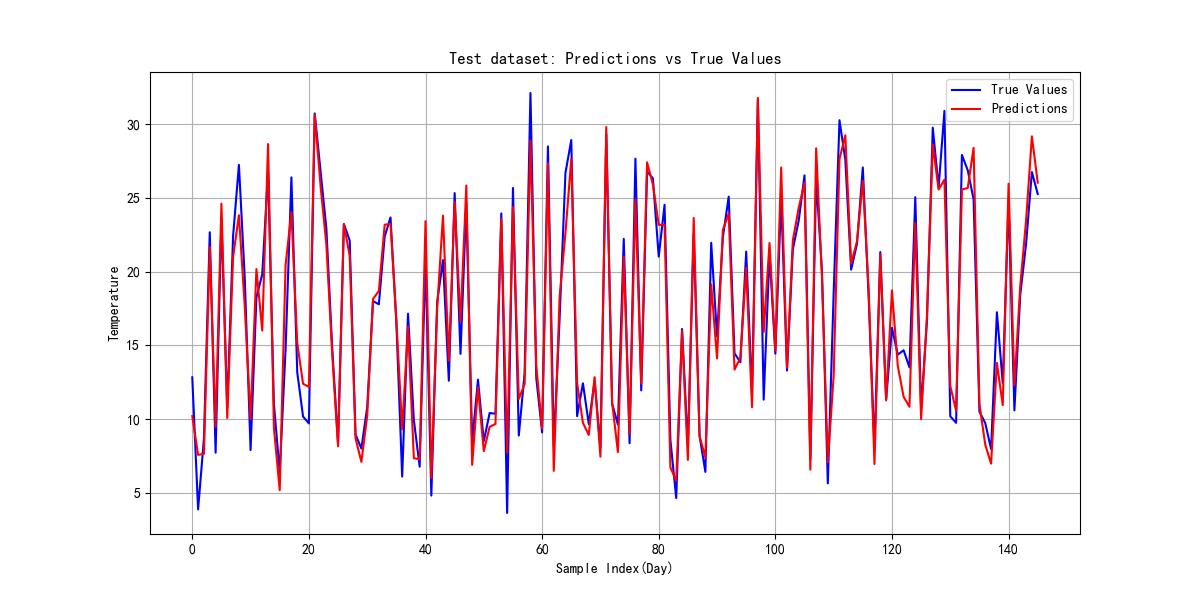 Test dataset: Predictions vs True Values
True Values
Predictions
Temperature
30
25
20
15
10
5
0 20 40 60 80 100 120 140
Sample Index(Day)